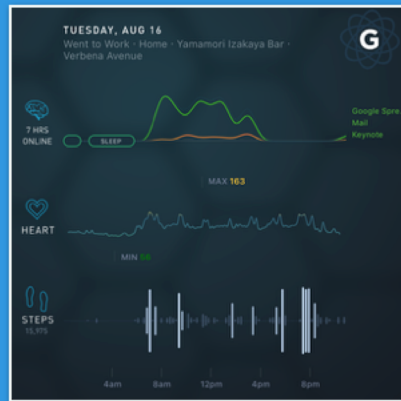 TUESDAY, AUG 16
Went to Work · Home · Yamamori Izakaya Bar ·
Verbena Avenue
G
7 HRS
ONLINE
SLEEP
Google Spre
Mail
Keynote
MAX 163
HEART
MIN
STEPS
15,975
4am 8am 12pm 4pm 8pm